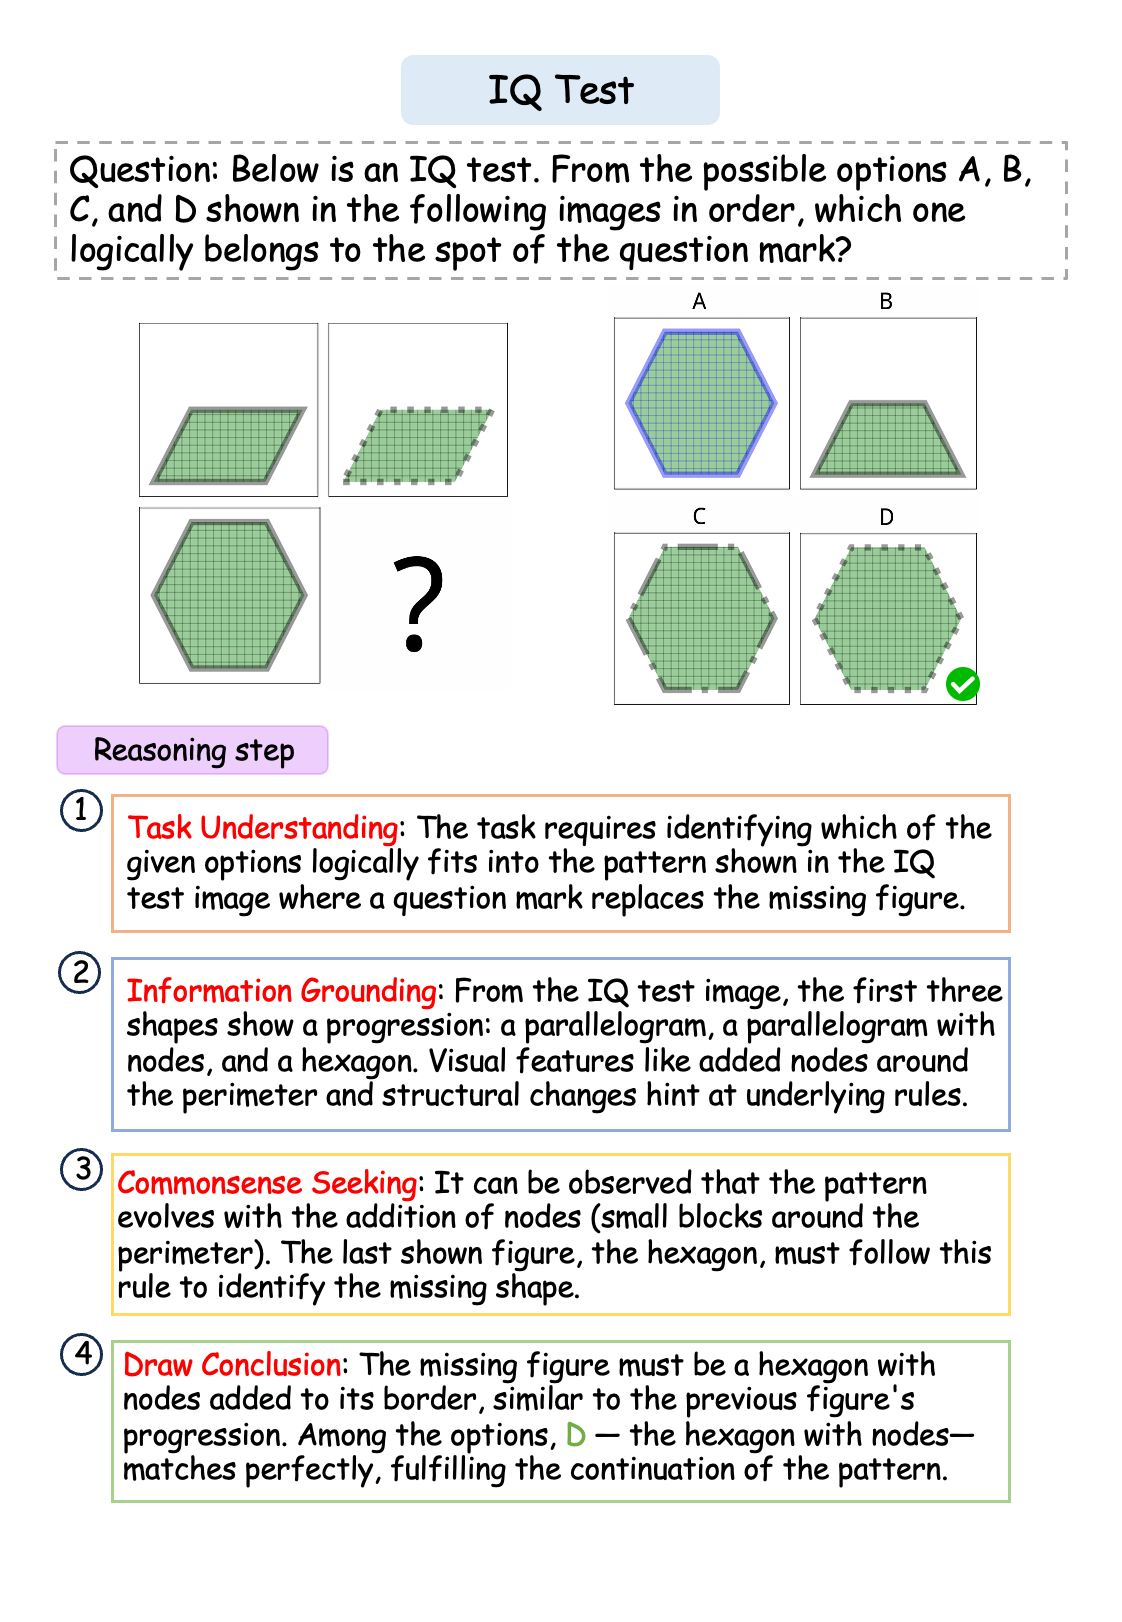 IQ Test
Question: Below is an IQ test. From the possible options A, B,
C, and D shown in the following images in order, which one
logically belongs to the spot of the question mark?
A
B
?
C
D
Reasoning step
1
Task Understanding: The task requires identifying which of the
given options logically fits into the pattern shown in the IQ
test image where a question mark replaces the missing figure.
2
Information Grounding: From the IQ test image, the first three
shapes show a progression: a parallelogram, a parallelogram with
nodes, and a hexagon. Visual features like added nodes around
the perimeter and structural changes hint at underlying rules.
3
Commonsense Seeking: It can be observed that the pattern
evolves with the addition of nodes (small blocks around the
perimeter). The last shown figure, the hexagon, must follow this
rule to identify the missing shape.
4
Draw Conclusion: The missing figure must be a hexagon with
nodes added to its border, similar to the previous figure's
progression. Among the options, D — the hexagon with nodes—
matches perfectly, fulfilling the continuation of the pattern.